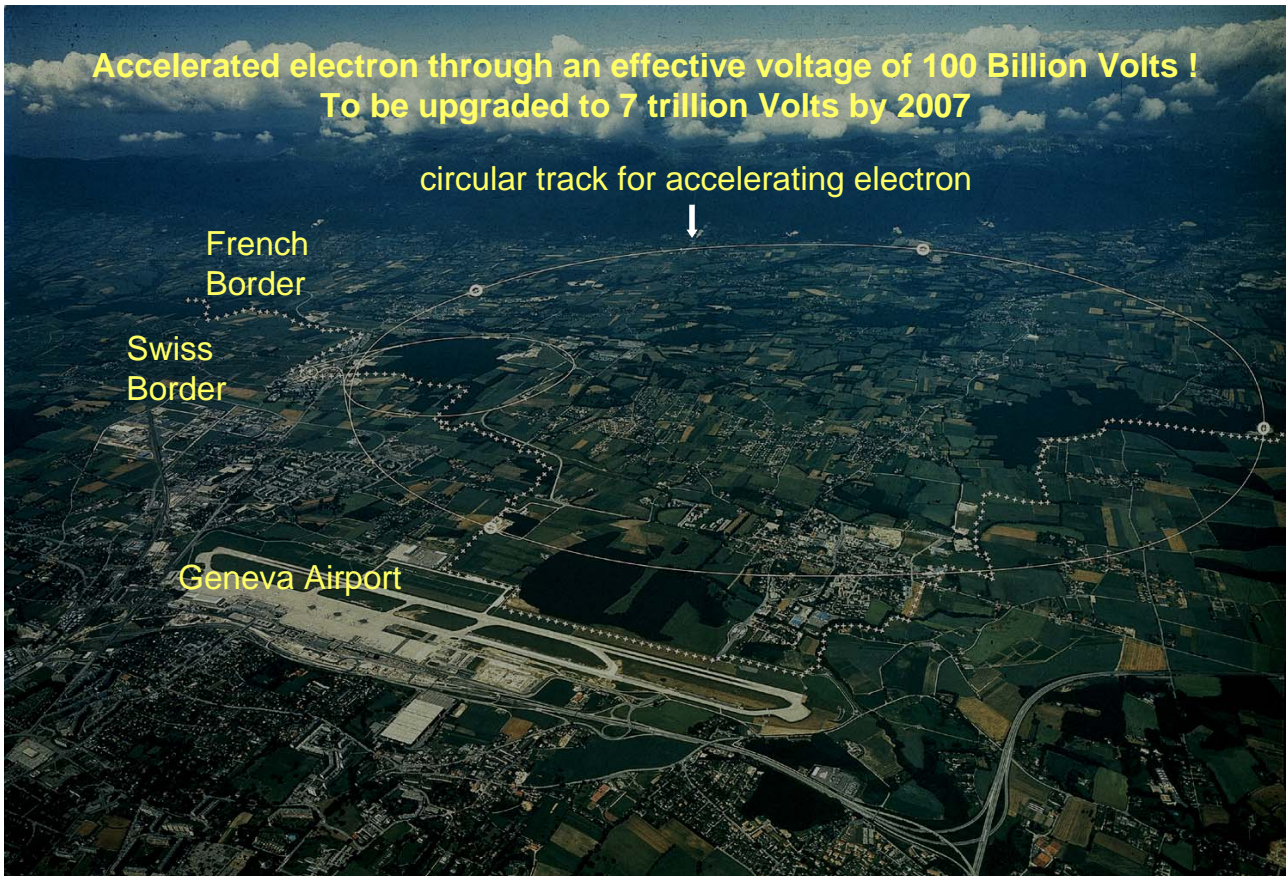 Accelerated electron through an effective voltage of 100 Billion Volts !
To be upgraded to 7 trillion Volts by 2007
circular track for accelerating electron
French
Border
Swiss
Border
Geneva Airport